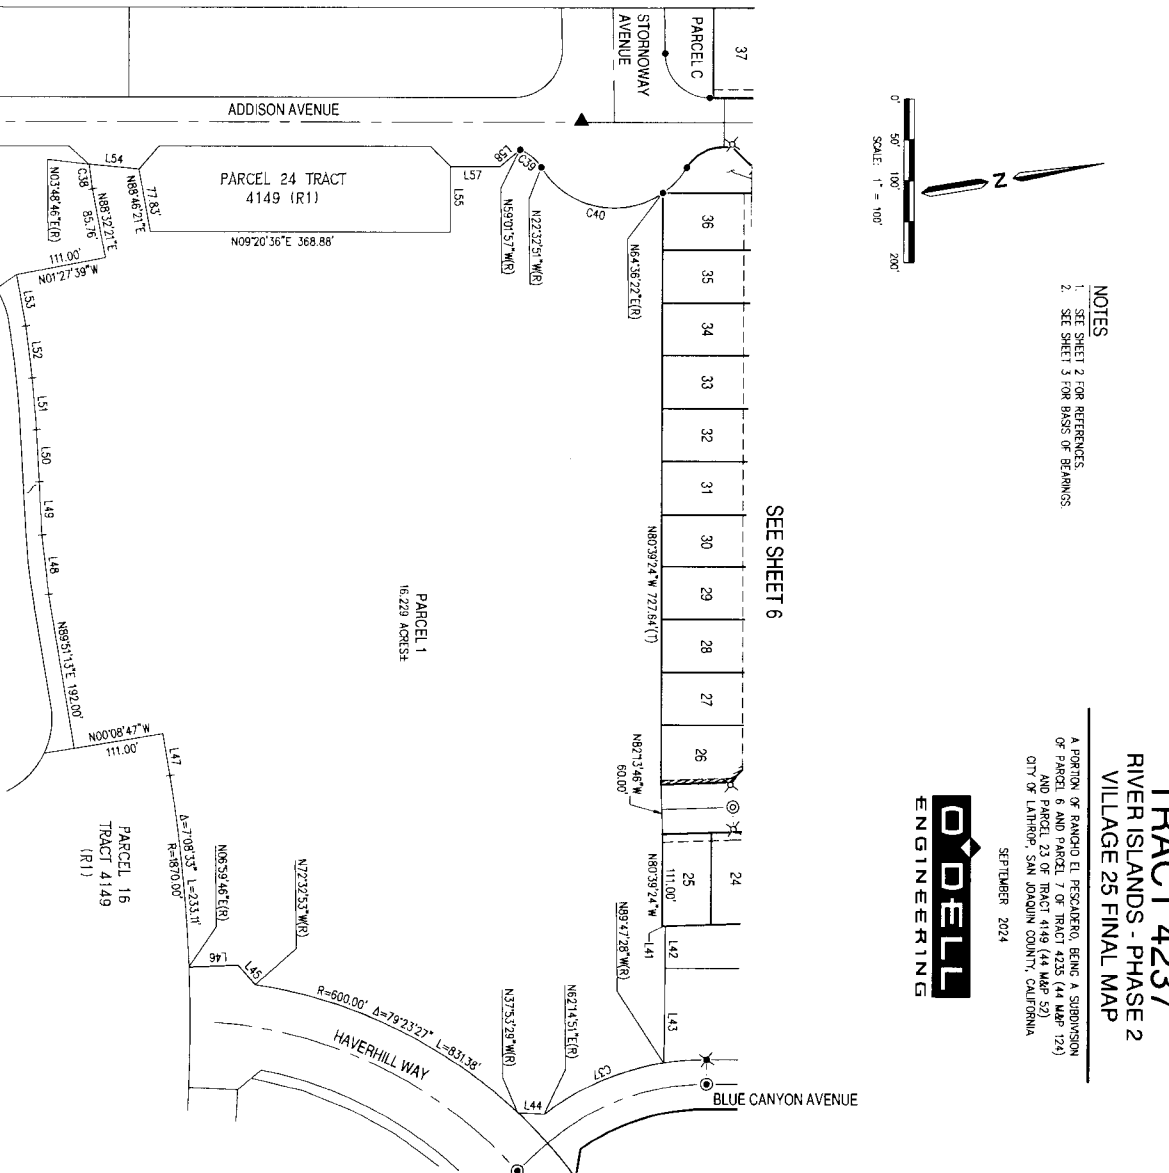 TRACT 4237
RIVER ISLANDS - PHASE 2
VILLAGE 25 FINAL MAP
A PORTION OF RANCHO EL PESCADERO, BEING A SUBDIVISION
OF PARCEL 6 AND PARCEL 7 OF TRACT 4235 (44 M&P 124)
AND PARCEL 23 OF TRACT 4149 (44 M&P 52)
CITY OF LATHROP, SAN JOAQUIN COUNTY, CALIFORNIA
SEPTEMBER 2024
O'DELL
ENGINEERING
NOTES
1. SEE SHEET 2 FOR REFERENCES.
2. SEE SHEET 3 FOR BASIS OF BEARINGS.
Z
0' 50' 100' 200'
SCALE: 1" = 100'
SEE SHEET 6
37
PARCEL C
STORNOWAY
AVENUE
ADDISON AVENUE
36
35
34
33
32
31
30
29
28
27
26
25
24
N80°39'24"W 727.64'(T)
N82°13'46"W
60.00'
N80°39'24"W
111.00'
L41
L42
L43
N89°47'28"W(R)
BLUE CANYON AVENUE
C37
N62°14'51"E(R)
L44
N37°53'29"W(R)
HAVERHILL WAY
R=600.00' Δ=79°23'27" L=831.38'
N72°32'53"W(R)
L45
L46
N06°59'46"E(R)
Δ=7°08'33" L=233.11'
R=1870.00'
L47
PARCEL 16
TRACT 4149
(R1)
N00°08'47"W
111.00'
N89°51'13"E 192.00'
L48
L49
L50
L51
L52
L53
N01°27'39"W
111.00'
N88°32'21"E
85.76'
C38
N03°48'46"E(R)
L54
N88°46'21"E
77.83'
PARCEL 24 TRACT
4149 (R1)
N09°20'36"E 368.88'
L55
L57
L58
C39
N59°01'57"W(R)
N22°32'51"W(R)
C40
N64°36'22"E(R)
PARCEL 1
16.229 ACRES±